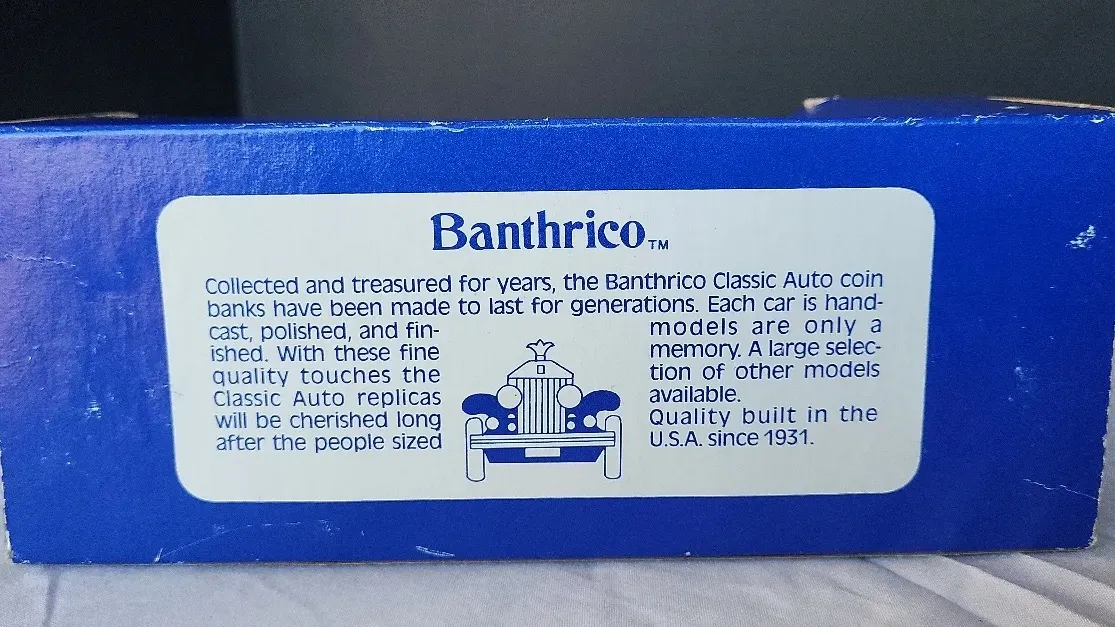 Banthrico™
Collected and treasured for years, the Banthrico Classic Auto coin
banks have been made to last for generations. Each car is hand-
cast, polished, and fin-
ished. With these fine
quality touches the
Classic Auto replicas
will be cherished long
after the people sized
models are only a
memory. A large selec-
tion of other models
available.
Quality built in the
U.S.A. since 1931.